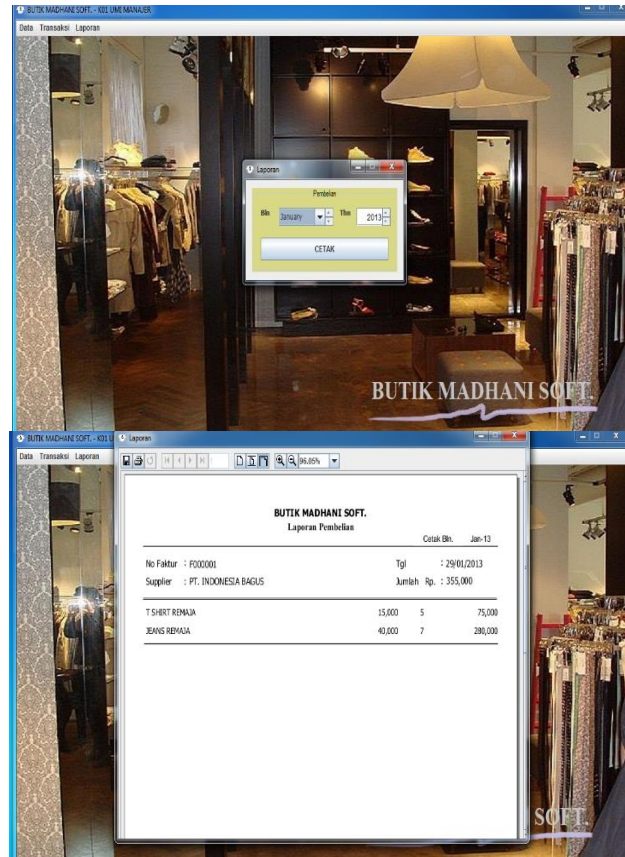 BUTIK MADHANI SOFT. - K01 UMI MANAJER
Data Transaksi Laporan
Laporan
Pembelian
Bln January Thn 2013
CETAK
BUTIK MADHANI SOFT.
BUTIK MADHANI SOFT. - K01 U
Laporan
Data Transaksi Laporan
96.05%
BUTIK MADHANI SOFT.
Laporan Pembelian
Cetak Bln. Jan-13
No Faktur : F000001 Tgl : 29/01/2013
Supplier : PT. INDONESIA BAGUS Jumlah Rp. : 355,000
T SHIRT REMAJA 15,000 5 75,000
JEANS REMAJA 40,000 7 280,000
SOFT.